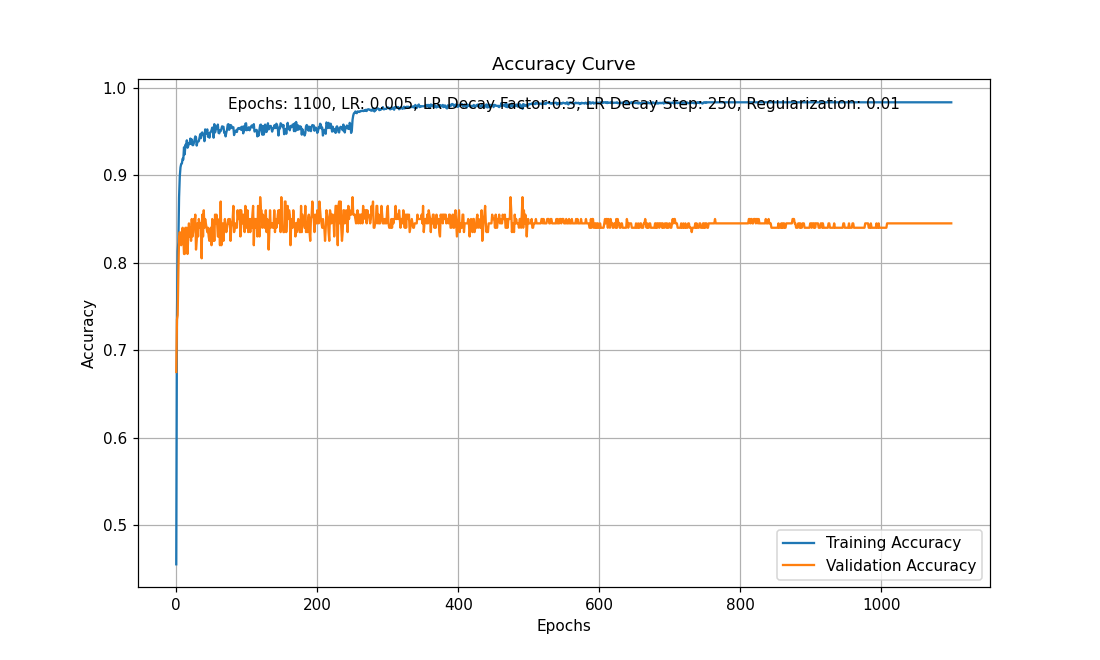 Accuracy Curve
Epochs: 1100, LR: 0.005, LR Decay Factor:0.3, LR Decay Step: 250, Regularization: 0.01
1.0
0.9
0.8
0.7
0.6
0.5
Accuracy
Training Accuracy
Validation Accuracy
0 200 400 600 800 1000
Epochs